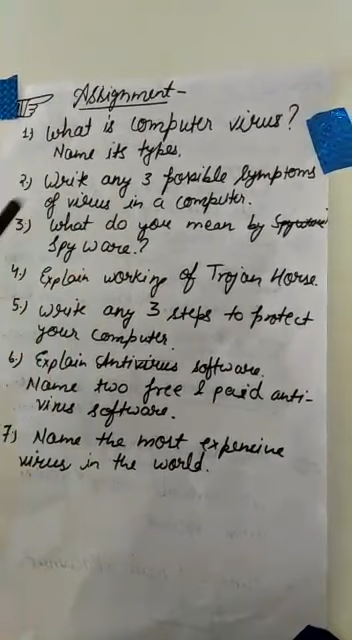 Assignment-
1) What is computer virus?
Name its types.
2) Write any 3 possible symptoms
of virus in a computer.
3.) What do you mean by Spyware
Spy ware.?
4.) Explain working of Trojan Horse.
5.) Write any 3 steps to protect
your computer.
6.) Explain Antivirus software.
Name two free & paid anti-
virus software.
7.) Name the most expencive
virus in the world.